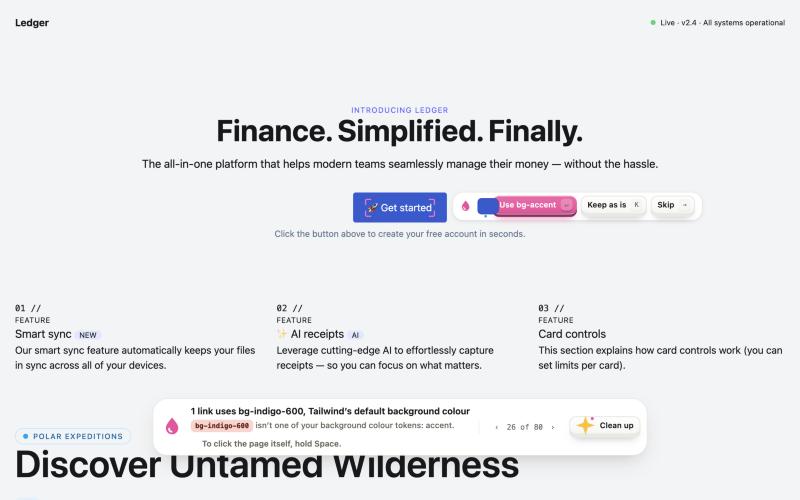 Ledger
Live · v2.4 · All systems operational
INTRODUCING LEDGER
Finance. Simplified. Finally.
The all-in-one platform that helps modern teams seamlessly manage their money — without the hassle.
🚀 Get started
Use bg-accent ↵
Keep as is K
Skip →
Click the button above to create your free account in seconds.
01 //
FEATURE
Smart sync NEW
Our smart sync feature automatically keeps your files
in sync across all of your devices.
02 //
FEATURE
✨ AI receipts AI
Leverage cutting-edge AI to effortlessly capture
receipts — so you can focus on what matters.
03 //
FEATURE
Card controls
This section explains how card controls work (you can
set limits per card).
1 link uses bg-indigo-600, Tailwind’s default background colour
bg-indigo-600 isn’t one of your background colour tokens: accent.
To click the page itself, hold Space.
‹ 26 of 80 ›
Clean up
POLAR EXPEDITIONS
Discover Untamed Wilderness